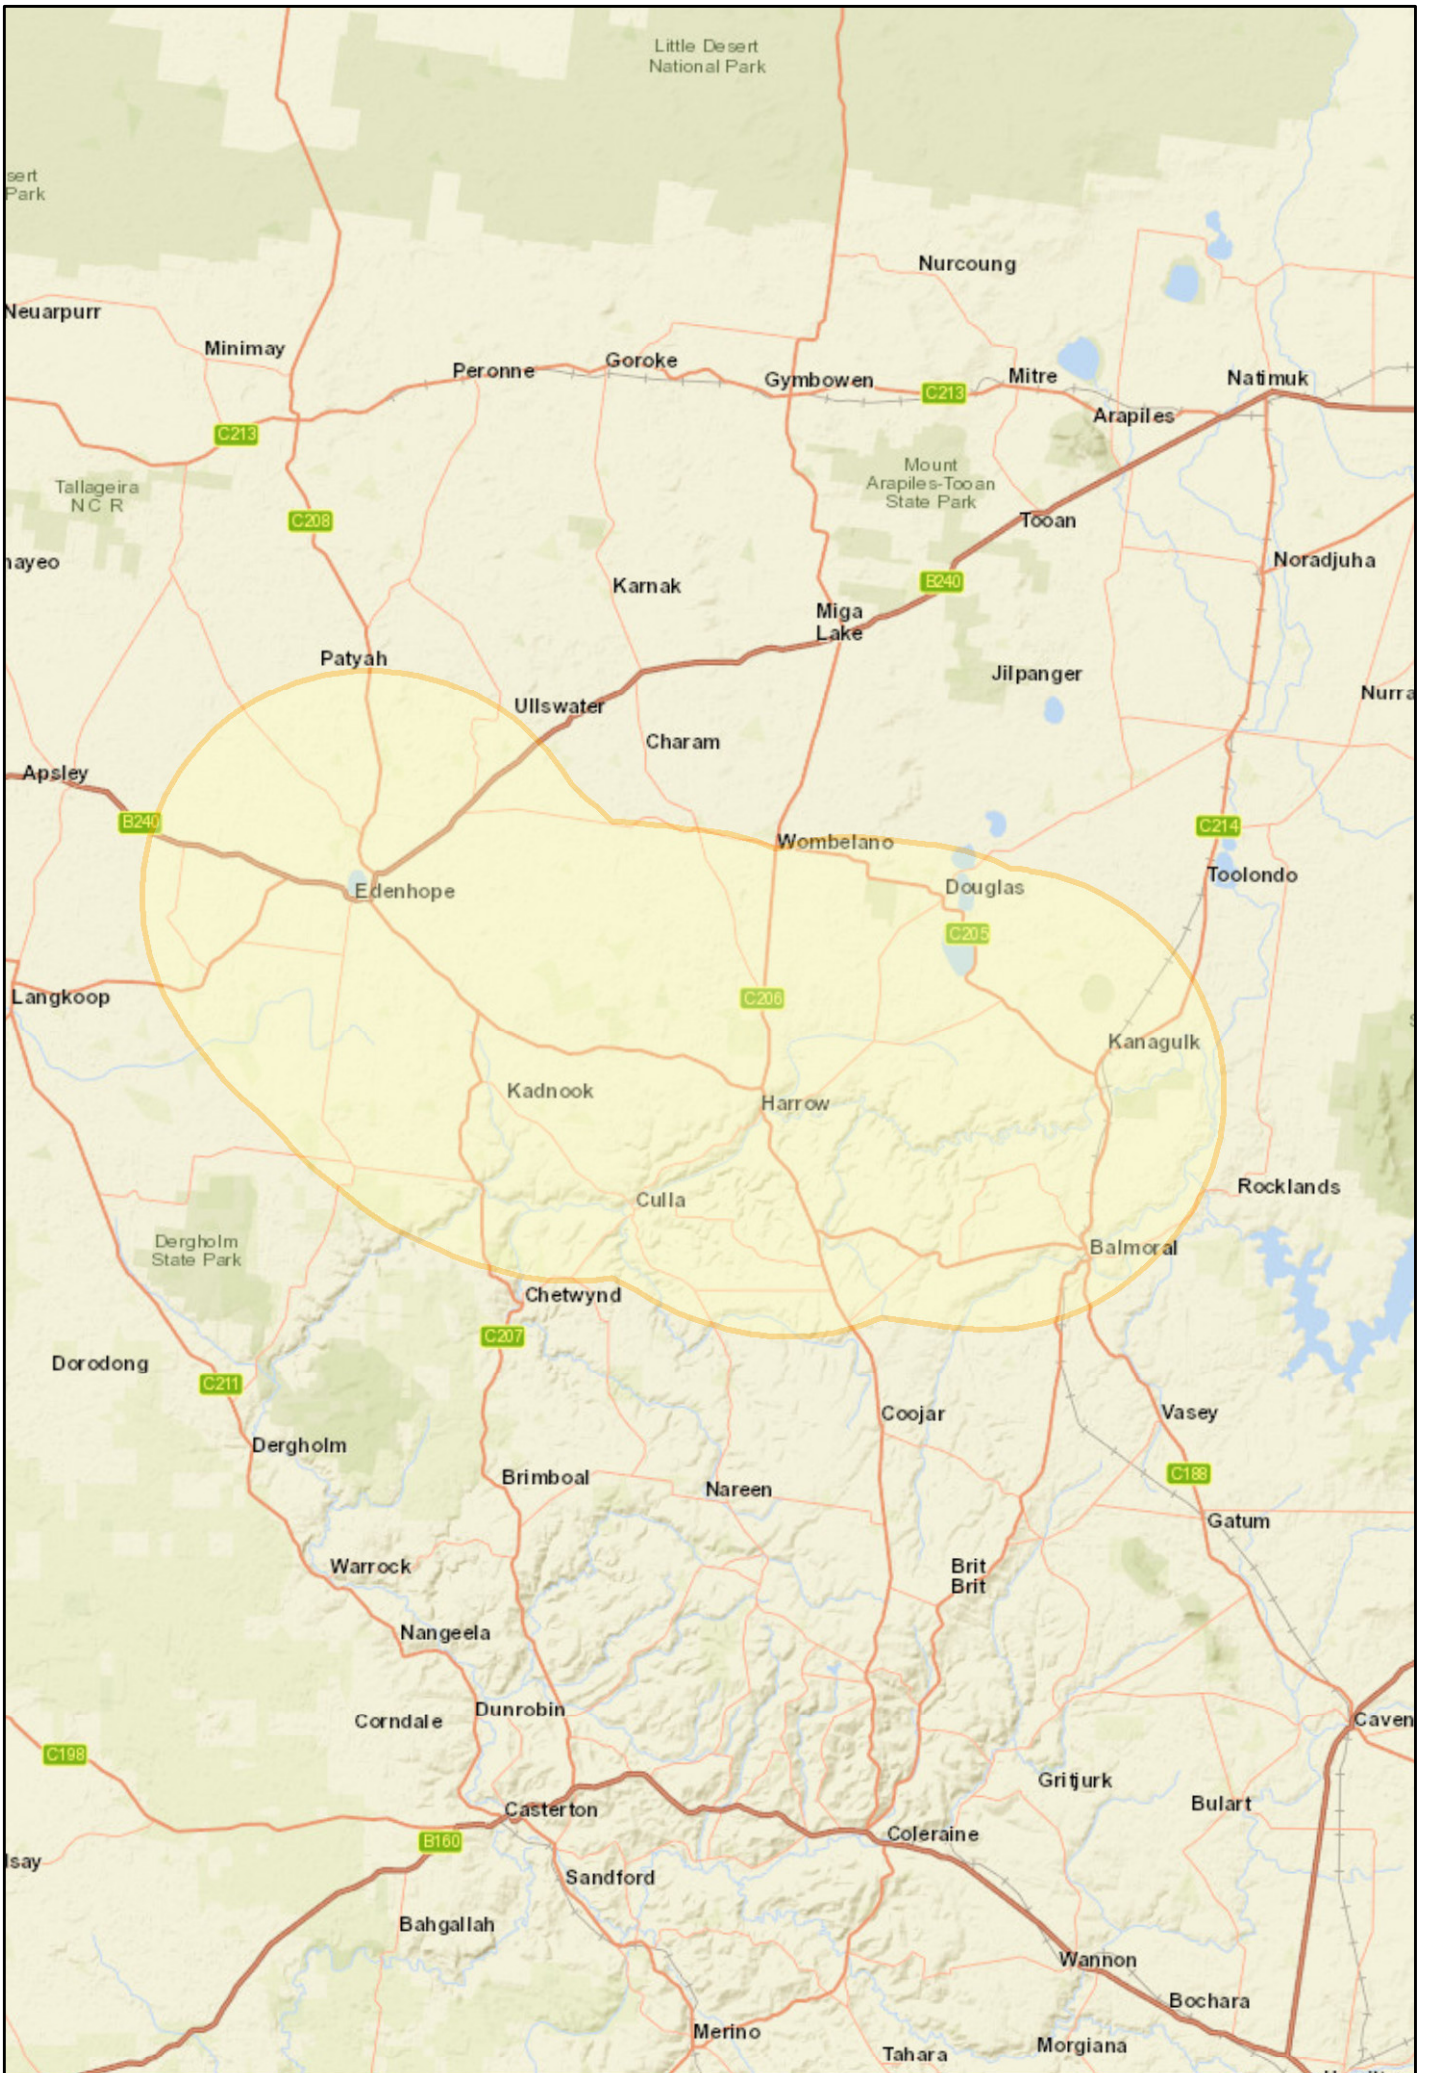 Little Desert
National Park
sert
Park
Nurcoung
Neuarpurr
Minimay
Goroke
Peronne
Gymbowen
Mitre
Natimuk
C213
Arapiles
C213
Mount
Arapiles-Tooan
State Park
Tallageira
N C R
C208
Tooan
Noradjuha
hayeo
B240
Karnak
Miga
Lake
Patyah
Jilpanger
Nurra
Ullswater
Charam
Apsley
B240
C214
Wombelano
Toolondo
Edenhope
Douglas
C205
Langkoop
C206
Kanagulk
Kadnook
Harrow
Rocklands
Culla
Dergholm
State Park
Balmoral
Chetwynd
C207
Dorodong
C211
Coojar
Vasey
Dergholm
C188
Brimboal
Nareen
Gatum
Warrock
Brit
Brit
Nangeela
Dunrobin
Corndale
Caven
C198
Gritjurk
Bulart
Casterton
Coleraine
B160
lsay
Sandford
Bahgallah
Wannon
Bochara
Merino
Morgiana
Tahara